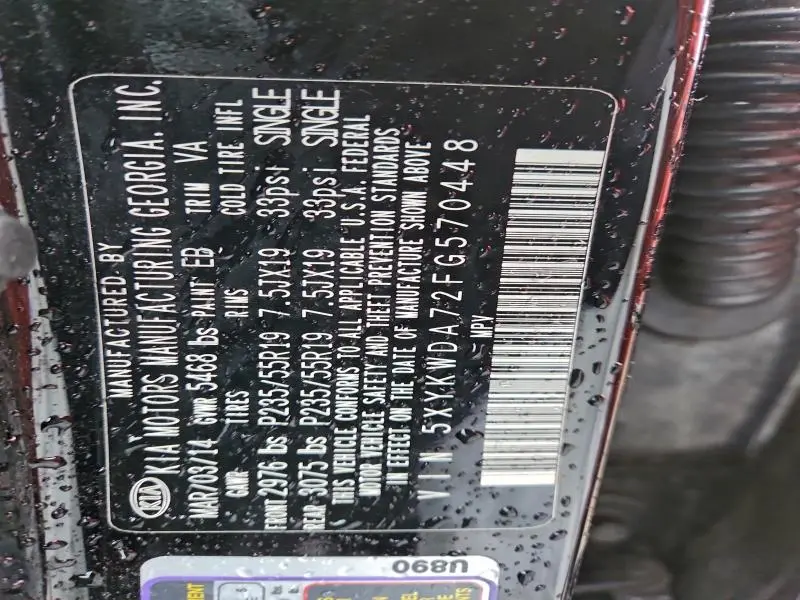 MANUFACTURED BY
KIA KIA MOTORS MANUFACTURING GEORGIA, INC.
MAR/03/14 GVWR 5468 lbs PAINT EB TRIM VA
GAWR TIRES RIMS COLD TIRE INFL
FRONT 2976 lbs P235/55R19 7.5JX19 33psi SINGLE
REAR 3075 lbs P235/55R19 7.5JX19 33psi SINGLE
THIS VEHICLE CONFORMS TO ALL APPLICABLE U.S.A. FEDERAL
MOTOR VEHICLE SAFETY AND THEFT PREVENTION STANDARDS
IN EFFECT ON THE DATE OF MANUFACTURE SHOWN ABOVE
VIN 5XYKWDA72FG570448
MPV
U890